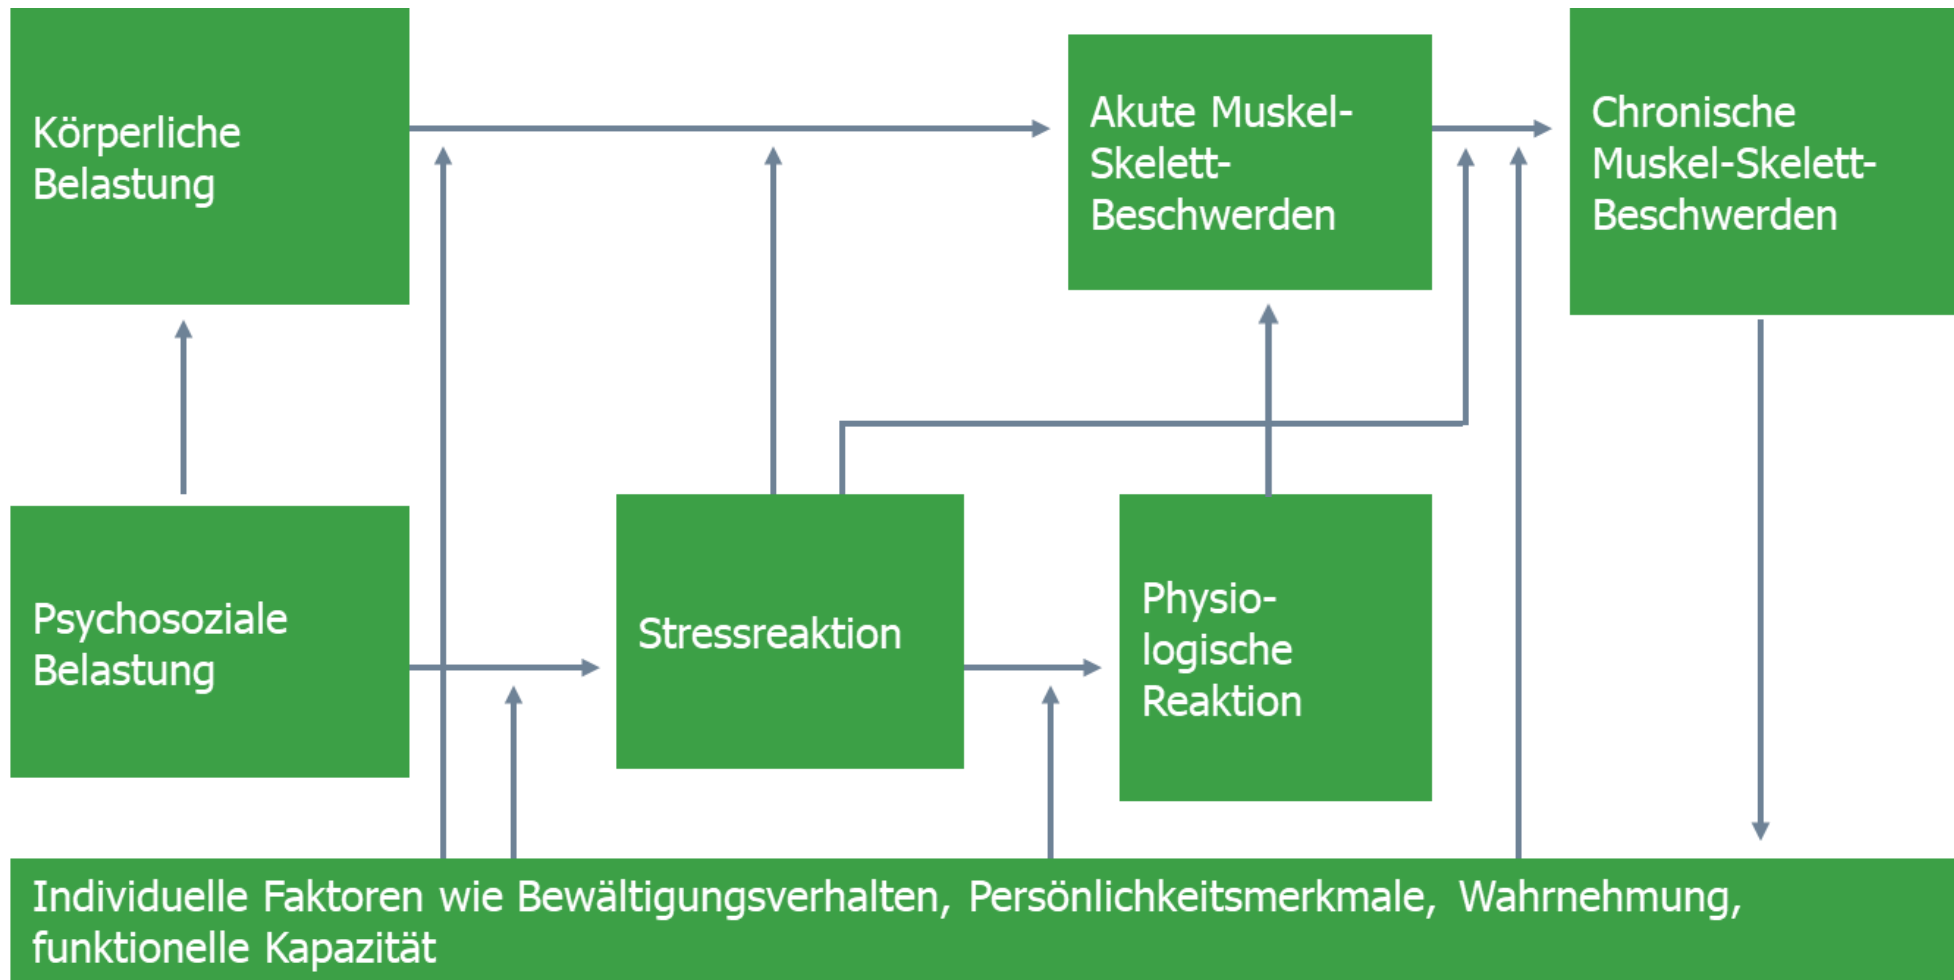 Körperliche
Belastung
Akute Muskel-
Skelett-
Beschwerden
Chronische
Muskel-Skelett-
Beschwerden
Psychosoziale
Belastung
Stressreaktion
Physio-
logische
Reaktion
Individuelle Faktoren wie Bewältigungsverhalten, Persönlichkeitsmerkmale, Wahrnehmung,
funktionelle Kapazität